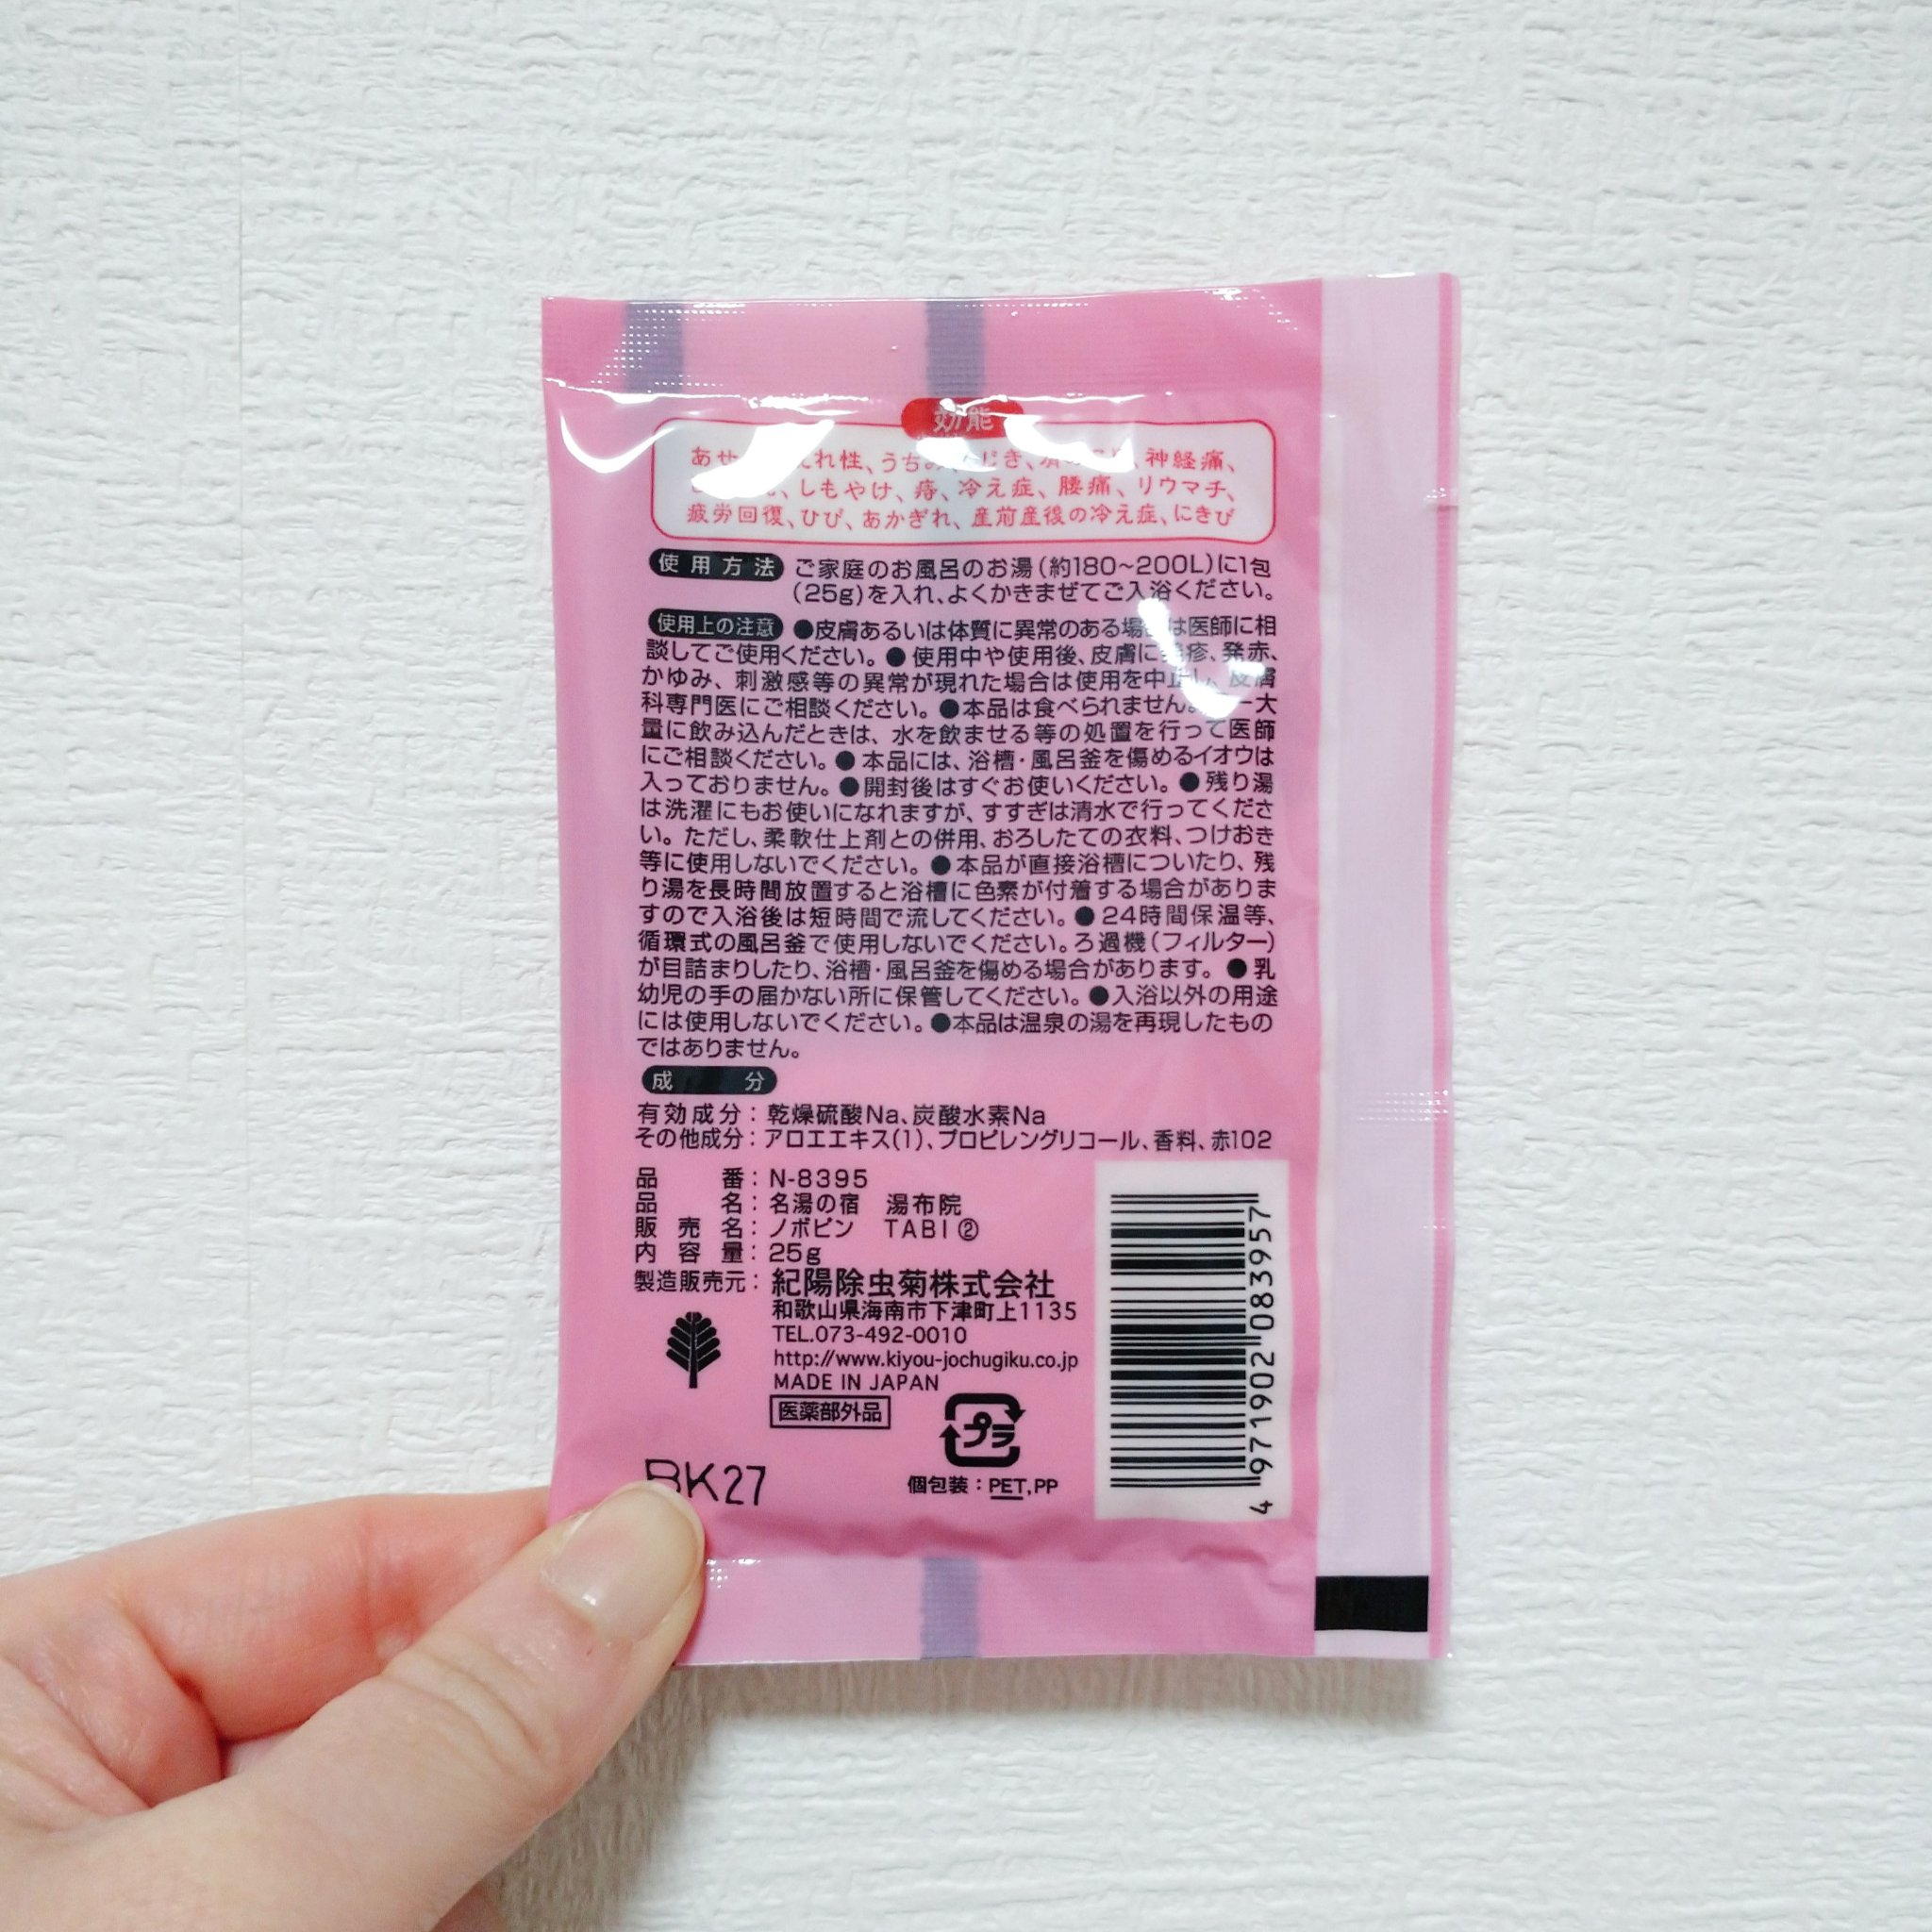 効能
あせ れ性、うちみ、くじき、肩のこり、神経痛、
しもやけ、痔、冷え症、腰痛、リウマチ、
疲労回復、ひび、あかぎれ、産前産後の冷え症、にきび
使用方法 ご家庭のお風呂のお湯(約180~200L)に1包
(25g)を入れ、よくかきまぜてご入浴ください。
使用上の注意 ●皮膚あるいは体質に異常のある場合は医師に相
談してご使用ください。●使用中や使用後、皮膚に発疹、発赤、
かゆみ、刺激感等の異常が現れた場合は使用を中止し、皮膚
科専門医にご相談ください。●本品は食べられません。 一大
量に飲み込んだときは、水を飲ませる等の処置を行って医師
にご相談ください。●本品には、浴槽・風呂釜を傷めるイオウは
入っておりません。●開封後はすぐお使いください。●残り湯
は洗濯にもお使いになれますが、すすぎは清水で行ってくださ
い。ただし、柔軟仕上剤との併用、おろしたての衣料、つけおき
等に使用しないでください。●本品が直接浴槽についたり、残
り湯を長時間放置すると浴槽に色素が付着する場合がありま
すので入浴後は短時間で流してください。●24時間保温等、
循環式の風呂釜で使用しないでください。ろ過機(フィルター)
が目詰まりしたり、浴槽・風呂釜を傷める場合があります。●乳
幼児の手の届かない所に保管してください。●入浴以外の用途
には使用しないでください。●本品は温泉の湯を再現したもの
ではありません。
成分
有効成分:乾燥硫酸Na、炭酸水素Na
その他成分:アロエエキス(1)、プロピレングリコール、香料、赤102
品番:N-8395
品名:名湯の宿 湯布院
販売名:ノボピン TABI②
内容量:25g
製造販売元:紀陽除虫菊株式会社
和歌山県海南市下津町上1135
TEL.073-492-0010
http://www.kiyou-jochugiku.co.jp
MADE IN JAPAN
医薬部外品
プラ
個包装:PET,PP
BK27
4971902083957